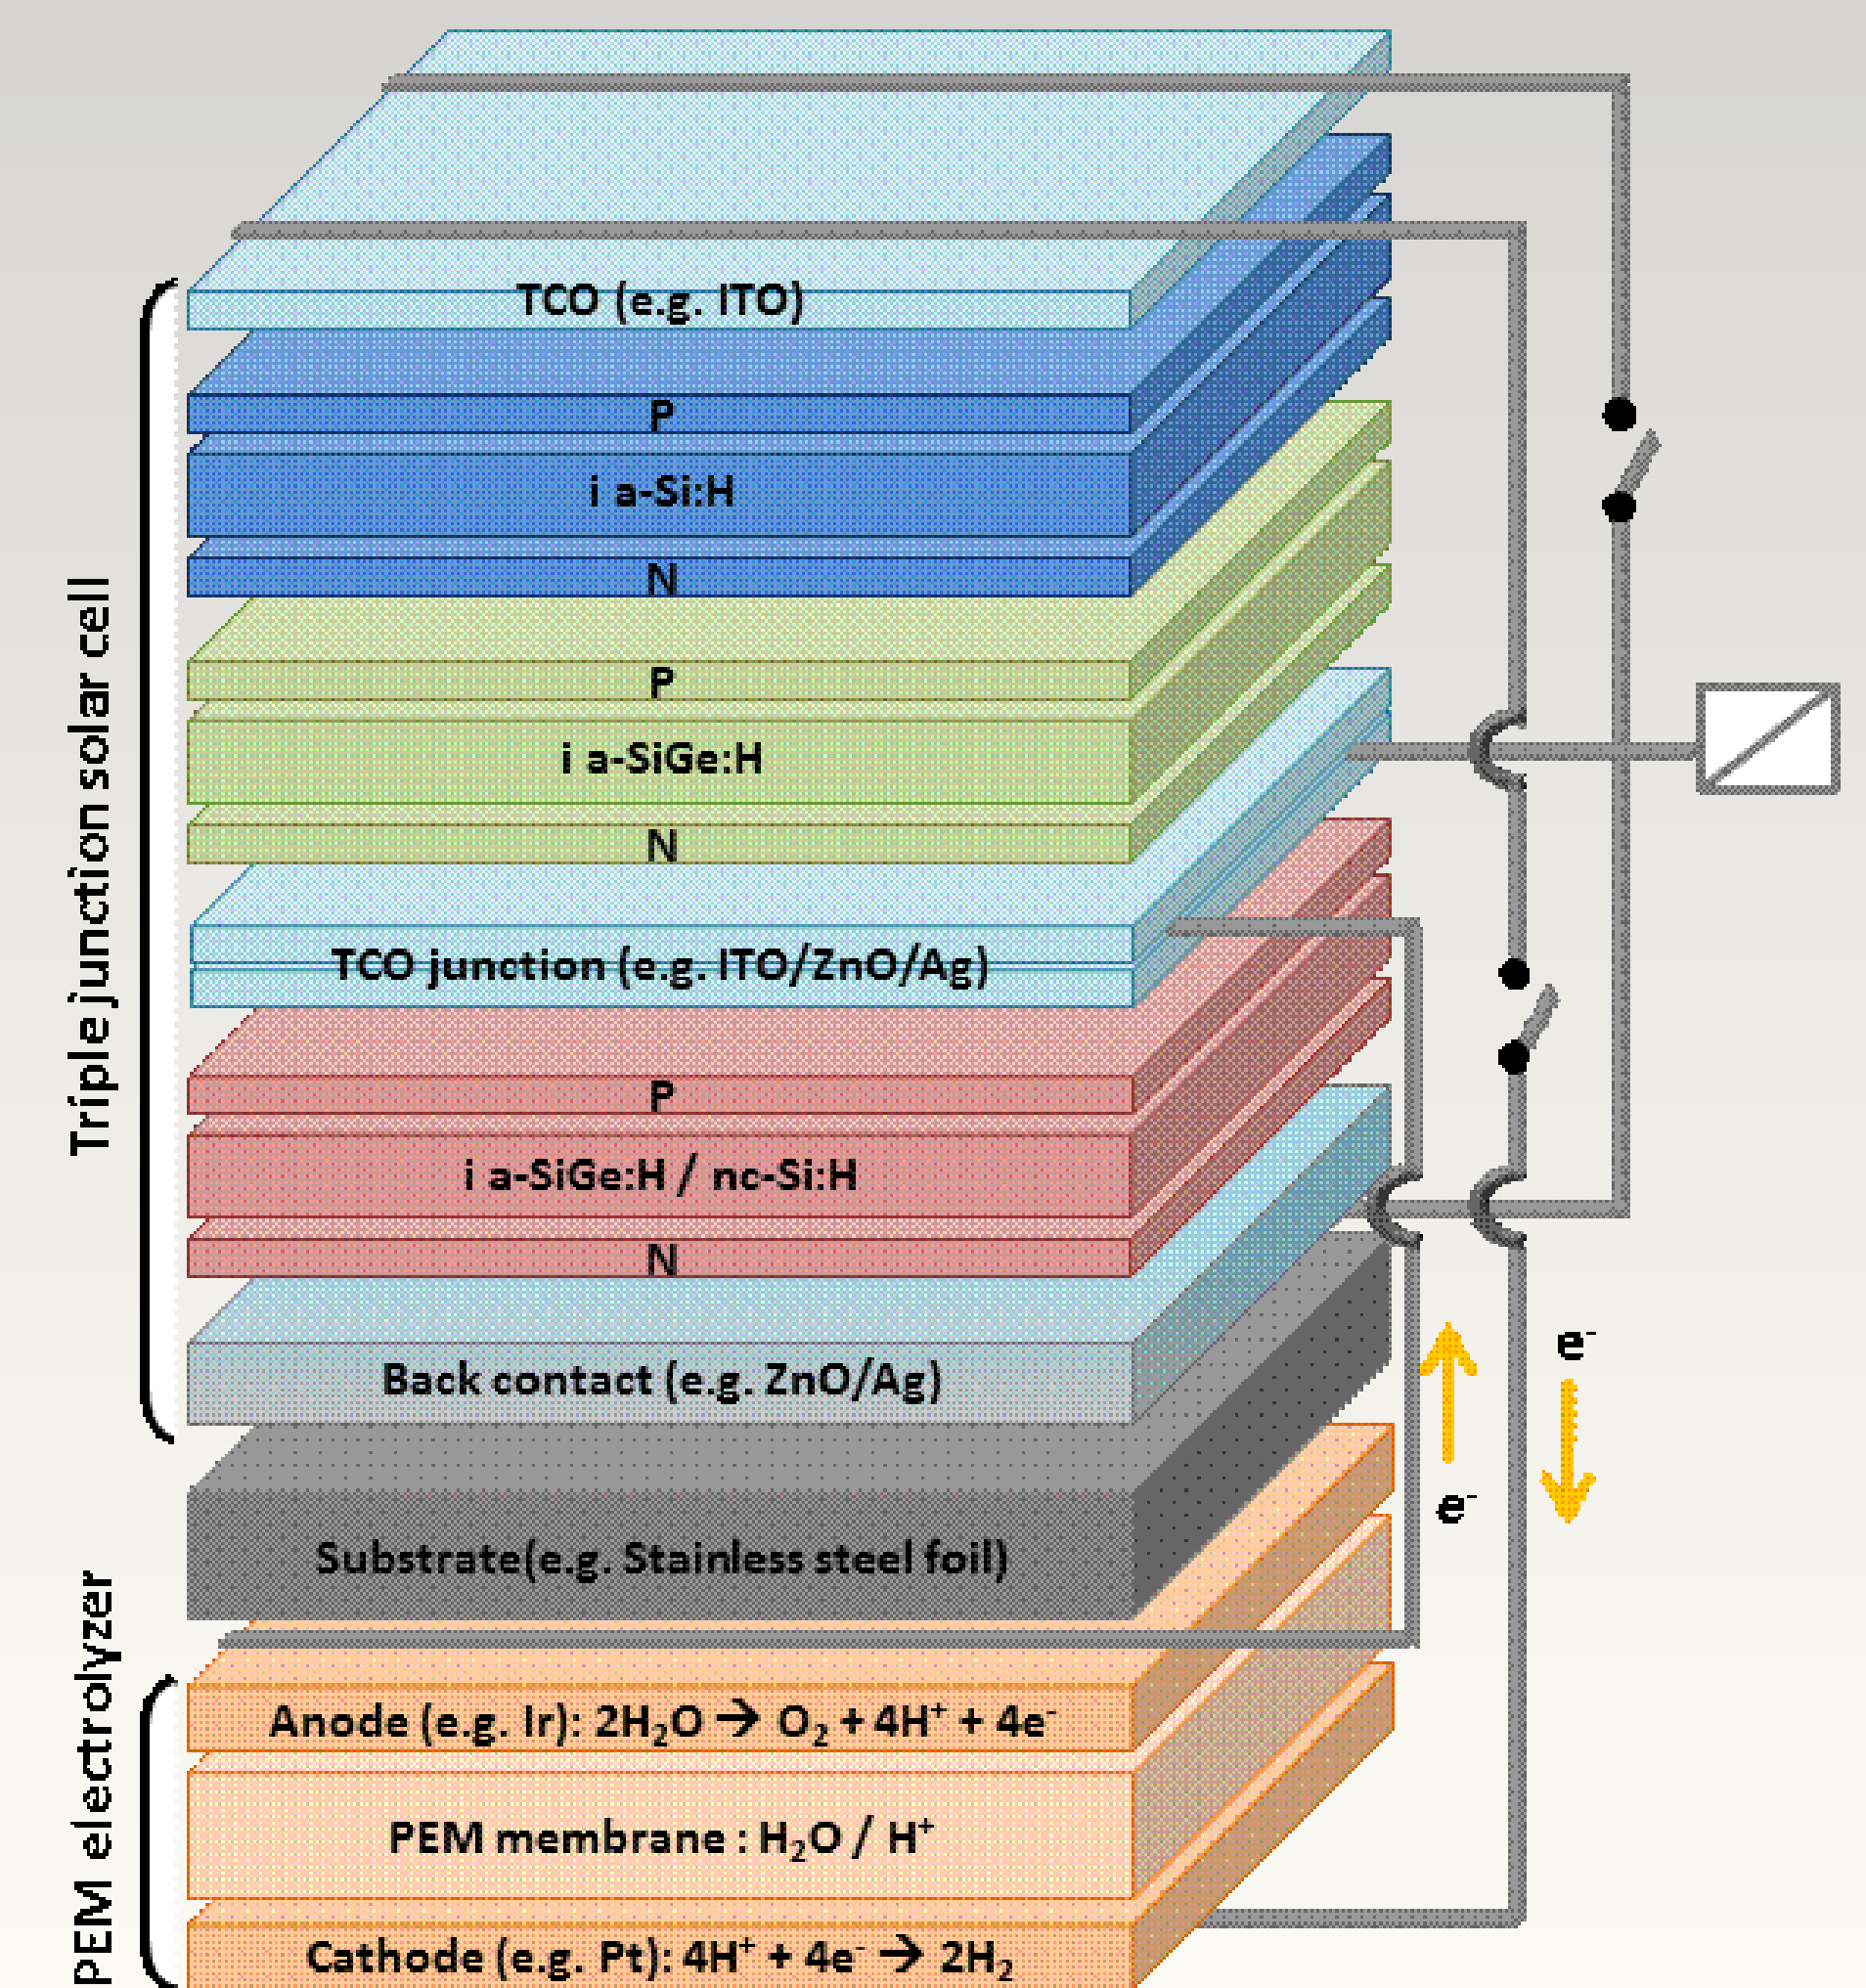 TCO (e.g. ITO)
P
i a-Si:H
N
P
i a-SiGe:H
N
TCO junction (e.g. ITO/ZnO/Ag)
P
i a-SiGe:H / nc-Si:H
N
Back contact (e.g. ZnO/Ag)
Substrate(e.g. Stainless steel foil)
Anode (e.g. Ir): 2H₂O → O₂ + 4H⁺ + 4e⁻
PEM membrane : H₂O / H⁺
Cathode (e.g. Pt): 4H⁺ + 4e⁻ → 2H₂
Triple junction solar cell
PEM electrolyzer
e⁻
e⁻